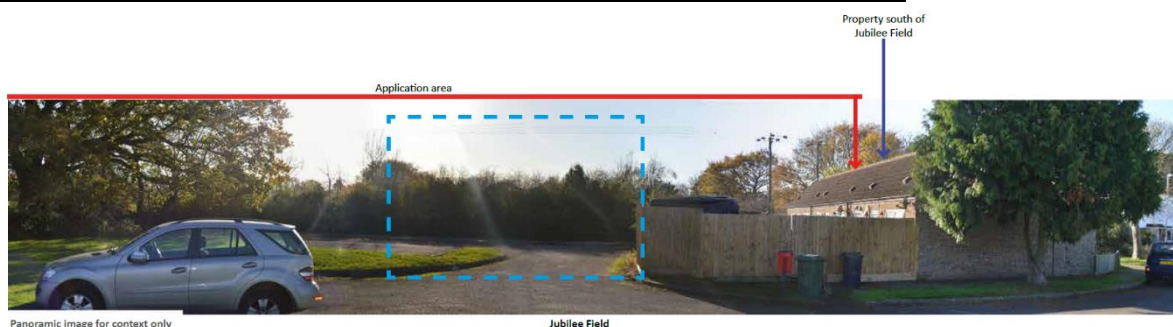 Property south of
Jubilee Field
Application area
Panoramic image for context only
Jubilee Field